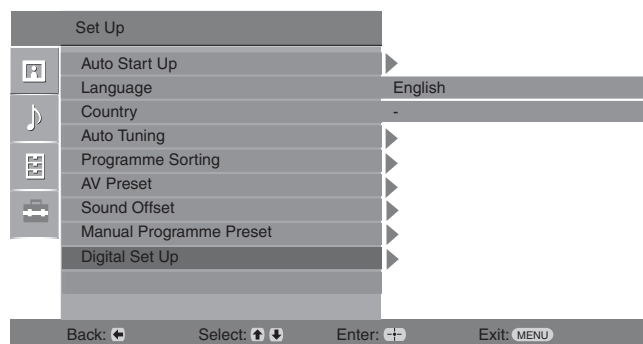 Set Up
Auto Start Up
Language English
Country -
Auto Tuning
Programme Sorting
AV Preset
Sound Offset
Manual Programme Preset
Digital Set Up
Back: Select: Enter: Exit: MENU